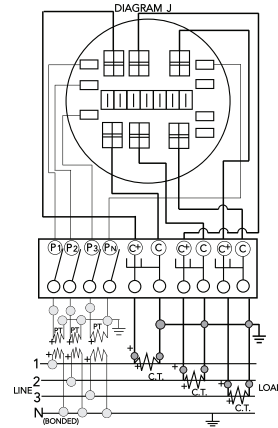 DIAGRAM J
P1 P2 P3 PN C+ C C+ C C+ C
PT PT PT
+ + +
+ + +
1
C.T.
2
C.T.
LINE 3 LOAD
C.T.
N
(BONDED)